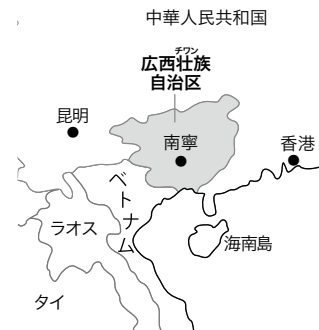 中華人民共和国
チワン
広西壮族
自治区
昆明
南寧
香港
ベトナム
ラオス
海南島
タイ